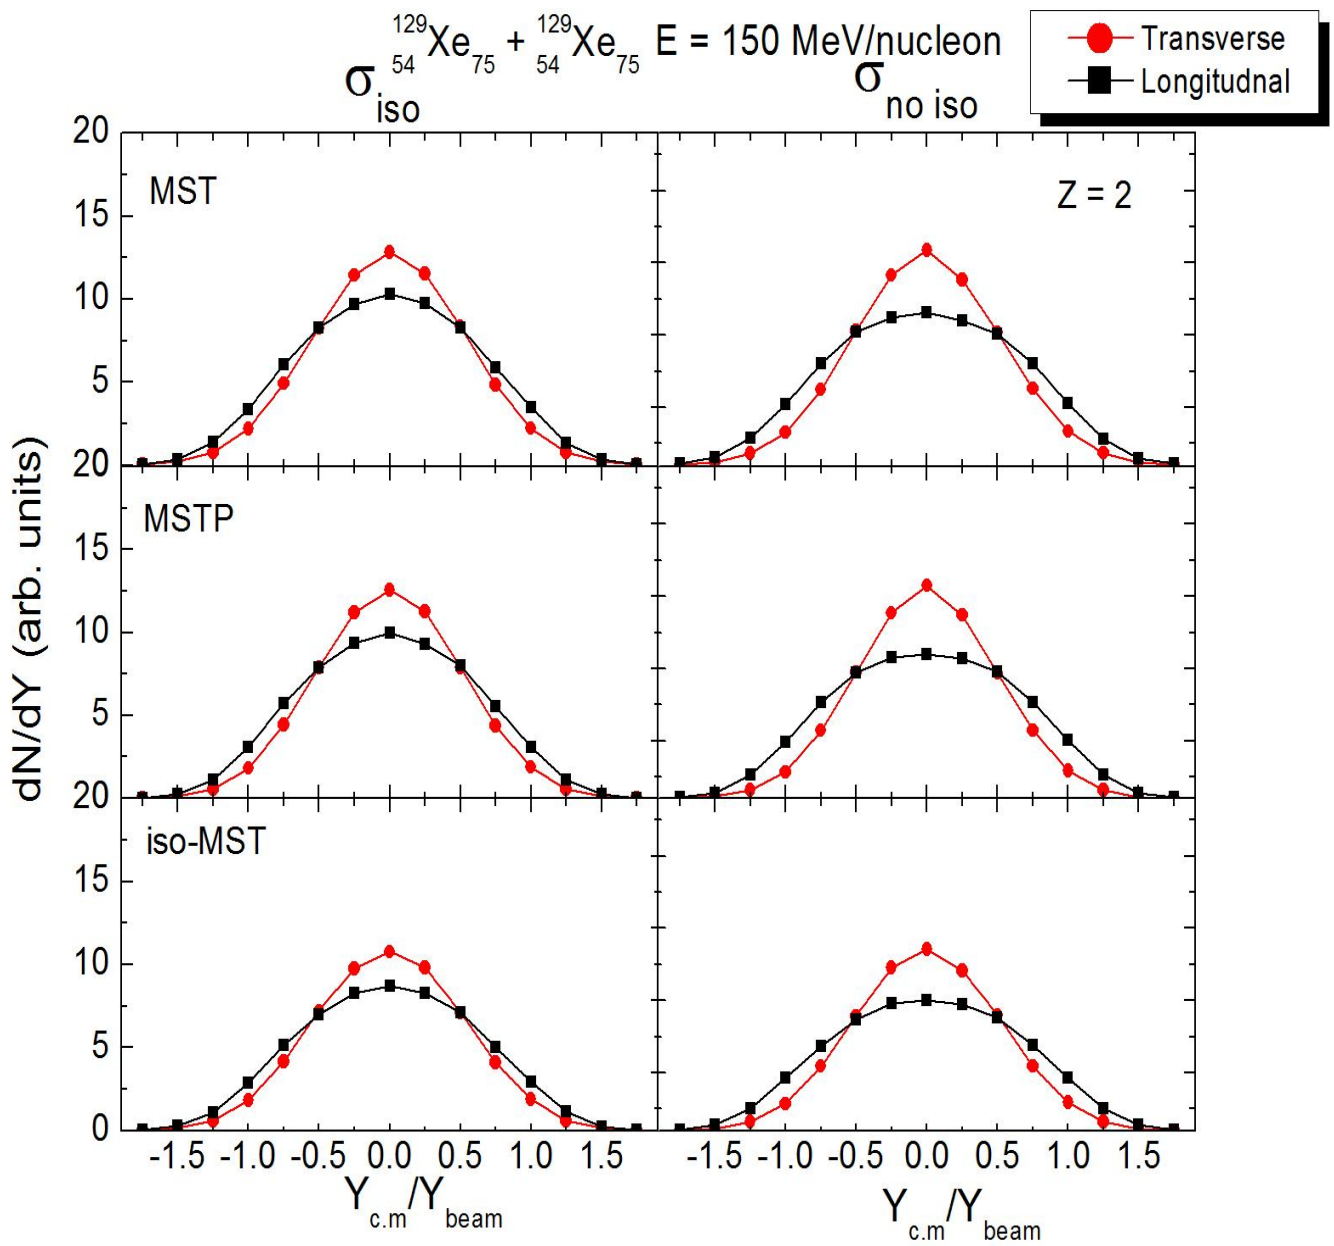 129 129
54Xe75 + 54Xe75 E = 150 MeV/nucleon
Transverse
Longitudnal
σiso σno iso
20
MST Z = 2
15
10
5
20
MSTP
15
10
5
20
iso-MST
15
10
5
0
dN/dY (arb. units)
-1.5 -1.0 -0.5 0.0 0.5 1.0 1.5 -1.5 -1.0 -0.5 0.0 0.5 1.0 1.5
Yc.m/Ybeam Yc.m/Ybeam